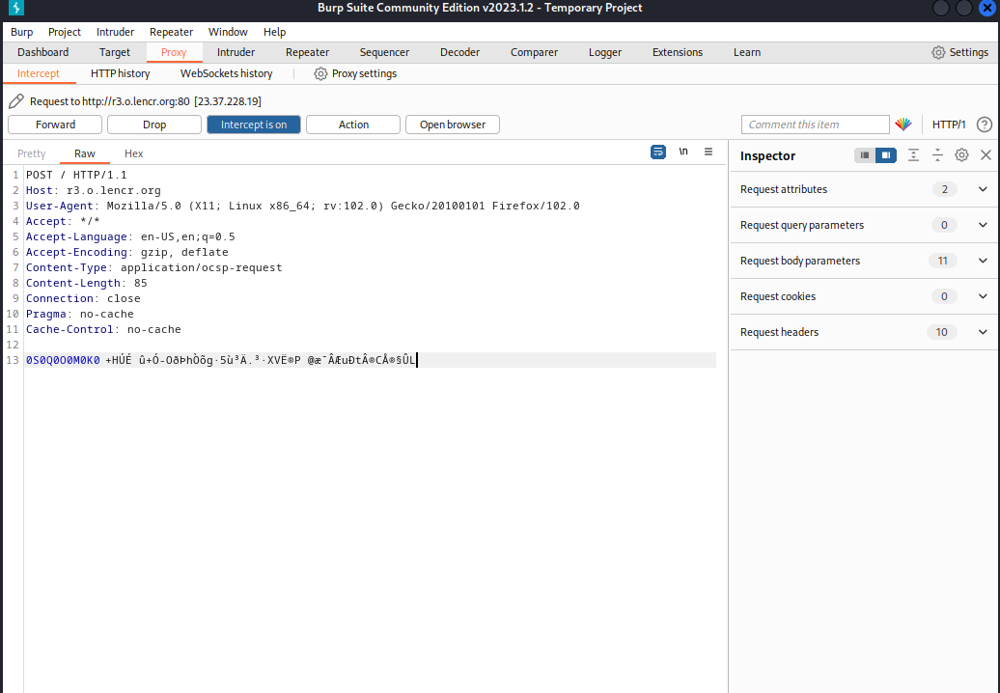 Burp Suite Community Edition v2023.1.2 - Temporary Project
Burp Project Intruder Repeater Window Help
Dashboard Target Proxy Intruder Repeater Sequencer Decoder Comparer Logger Extensions Learn Settings
Intercept HTTP history WebSockets history Proxy settings
Request to http://r3.o.lencr.org:80 [23.37.228.19]
Forward Drop Intercept is on Action Open browser Comment this item HTTP/1
Pretty Raw Hex \n
Inspector
1 POST / HTTP/1.1
2 Host: r3.o.lencr.org
3 User-Agent: Mozilla/5.0 (X11; Linux x86_64; rv:102.0) Gecko/20100101 Firefox/102.0
4 Accept: */*
5 Accept-Language: en-US,en;q=0.5
6 Accept-Encoding: gzip, deflate
7 Content-Type: application/ocsp-request
8 Content-Length: 85
9 Connection: close
10 Pragma: no-cache
11 Cache-Control: no-cache
12
13 0S0Q0O0M0K0 +HÚÉ û+Ó-OðÞhÒõg·5ù³Ä.³·XVË®P @æ¯ÂÆuÐtÂ®CÅ®§ÛL
Request attributes 2
Request query parameters 0
Request body parameters 11
Request cookies 0
Request headers 10